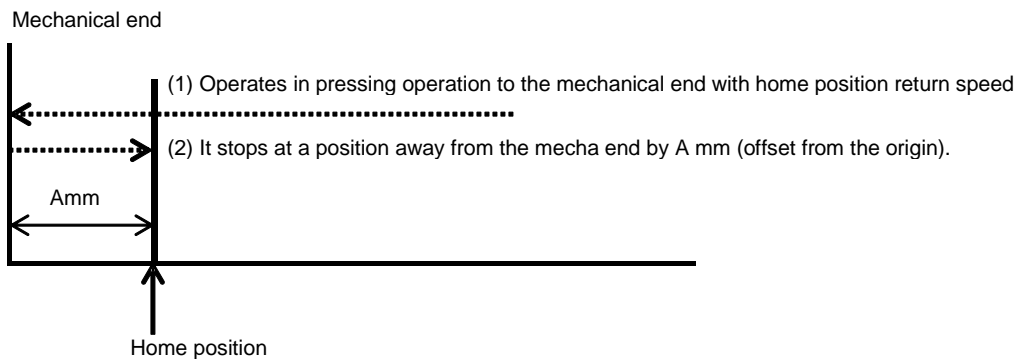 Mechanical end
(1) Operates in pressing operation to the mechanical end with home position return speed
(2) It stops at a position away from the mecha end by A mm (offset from the origin).
Amm
Home position